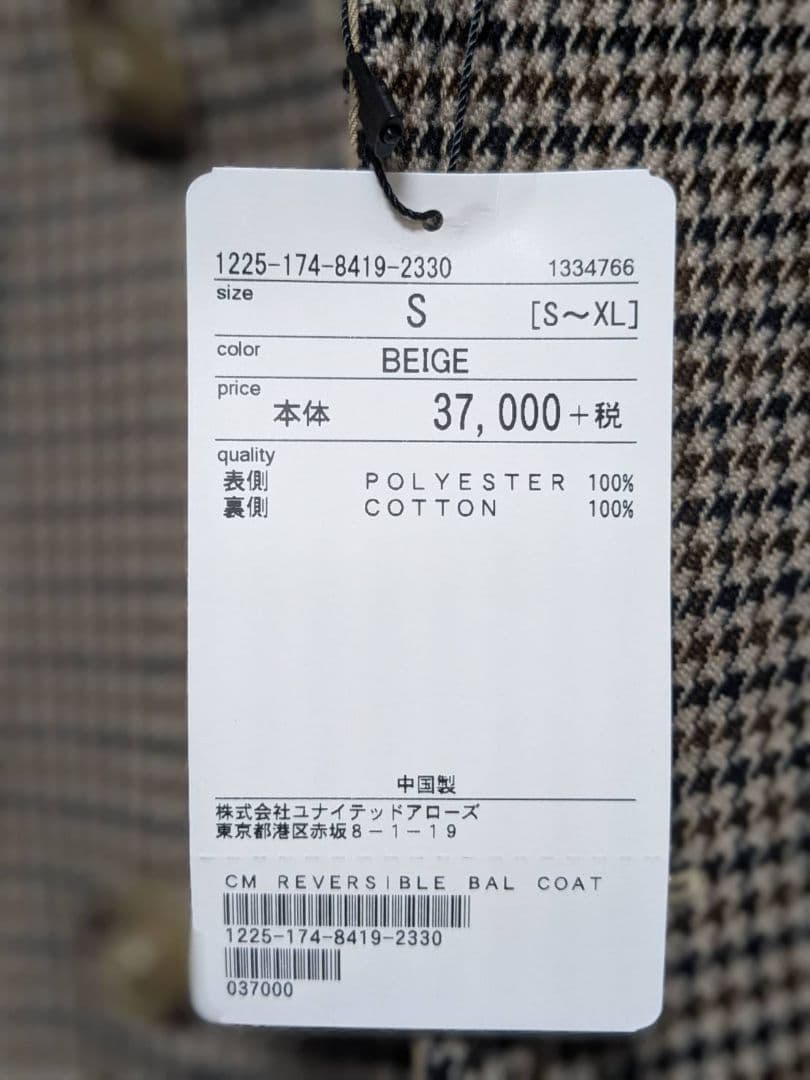 1225-174-8419-2330 1334766
size S [S～XL]
color BEIGE
price 本体 37,000+税
quality
表側 POLYESTER 100%
裏側 COTTON 100%
中国製
株式会社ユナイテッドアローズ
東京都港区赤坂８－１－１９
CM REVERSIBLE BAL COAT
1225-174-8419-2330
037000